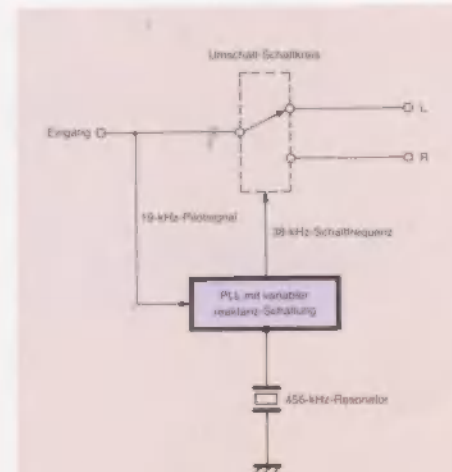 Umschalt-Schaltkreis
Eingang
L
R
19-kHz-Pilotsignal
38-kHz-Schaltfrequenz
PLL mit variabler
reaktanz-Schaltung
456-kHz-Resonator